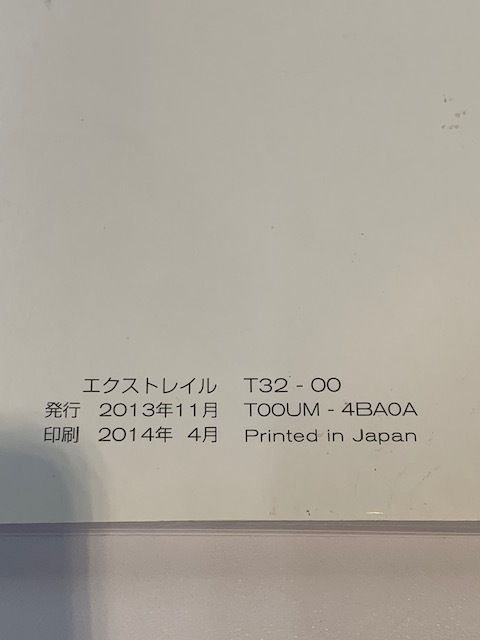 エクストレイル T32 - 00
発行 2013年11月 T00UM - 4BA0A
印刷 2014年 4月 Printed in Japan